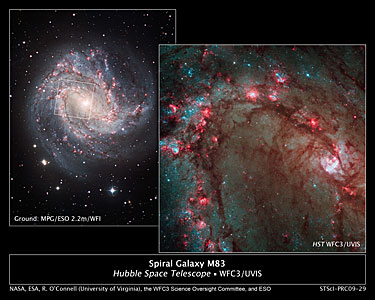 Ground: MPG/ESO 2.2m/WFI
HST WFC3/UVIS
Spiral Galaxy M83
Hubble Space Telescope • WFC3/UVIS
NASA, ESA, R. O'Connell (University of Virginia), the WFC3 Science Oversight Committee, and ESO
STScI-PRC09-29